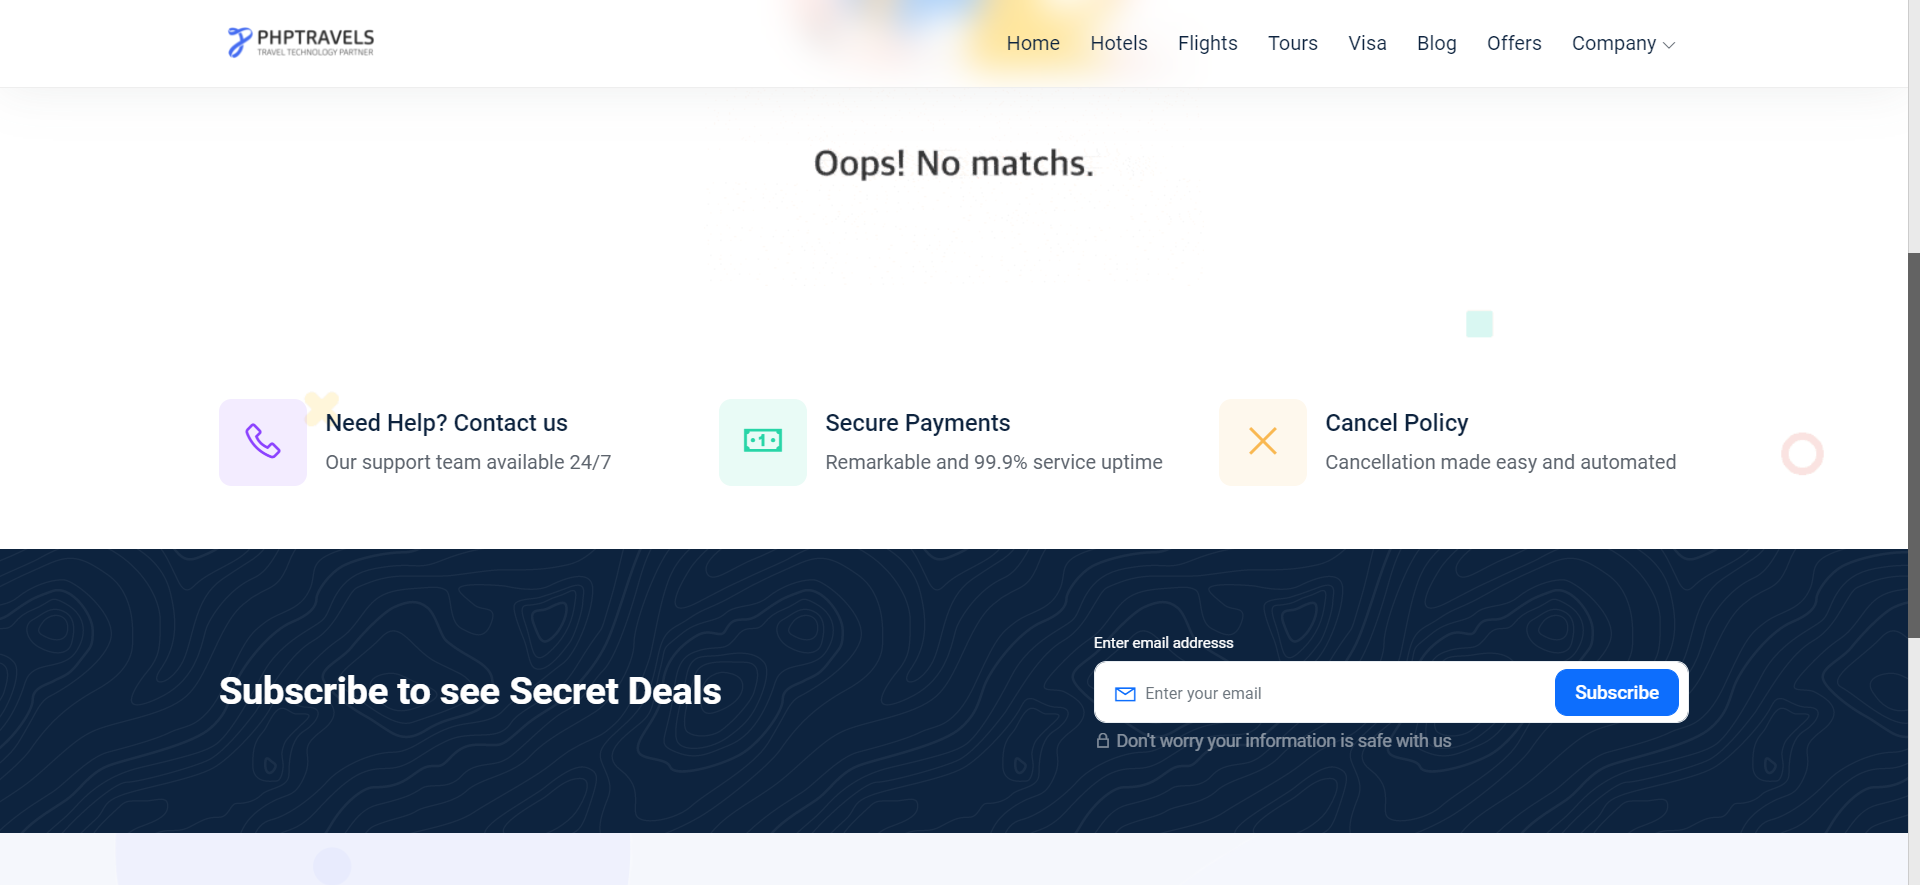 PHPTRAVELS
TRAVEL TECHNOLOGY PARTNER
Home Hotels Flights Tours Visa Blog Offers Company
Oops! No matchs.
Need Help? Contact us
Our support team available 24/7
Secure Payments
Remarkable and 99.9% service uptime
Cancel Policy
Cancellation made easy and automated
Subscribe to see Secret Deals
Enter email addresss
Enter your email
Subscribe
Don't worry your information is safe with us